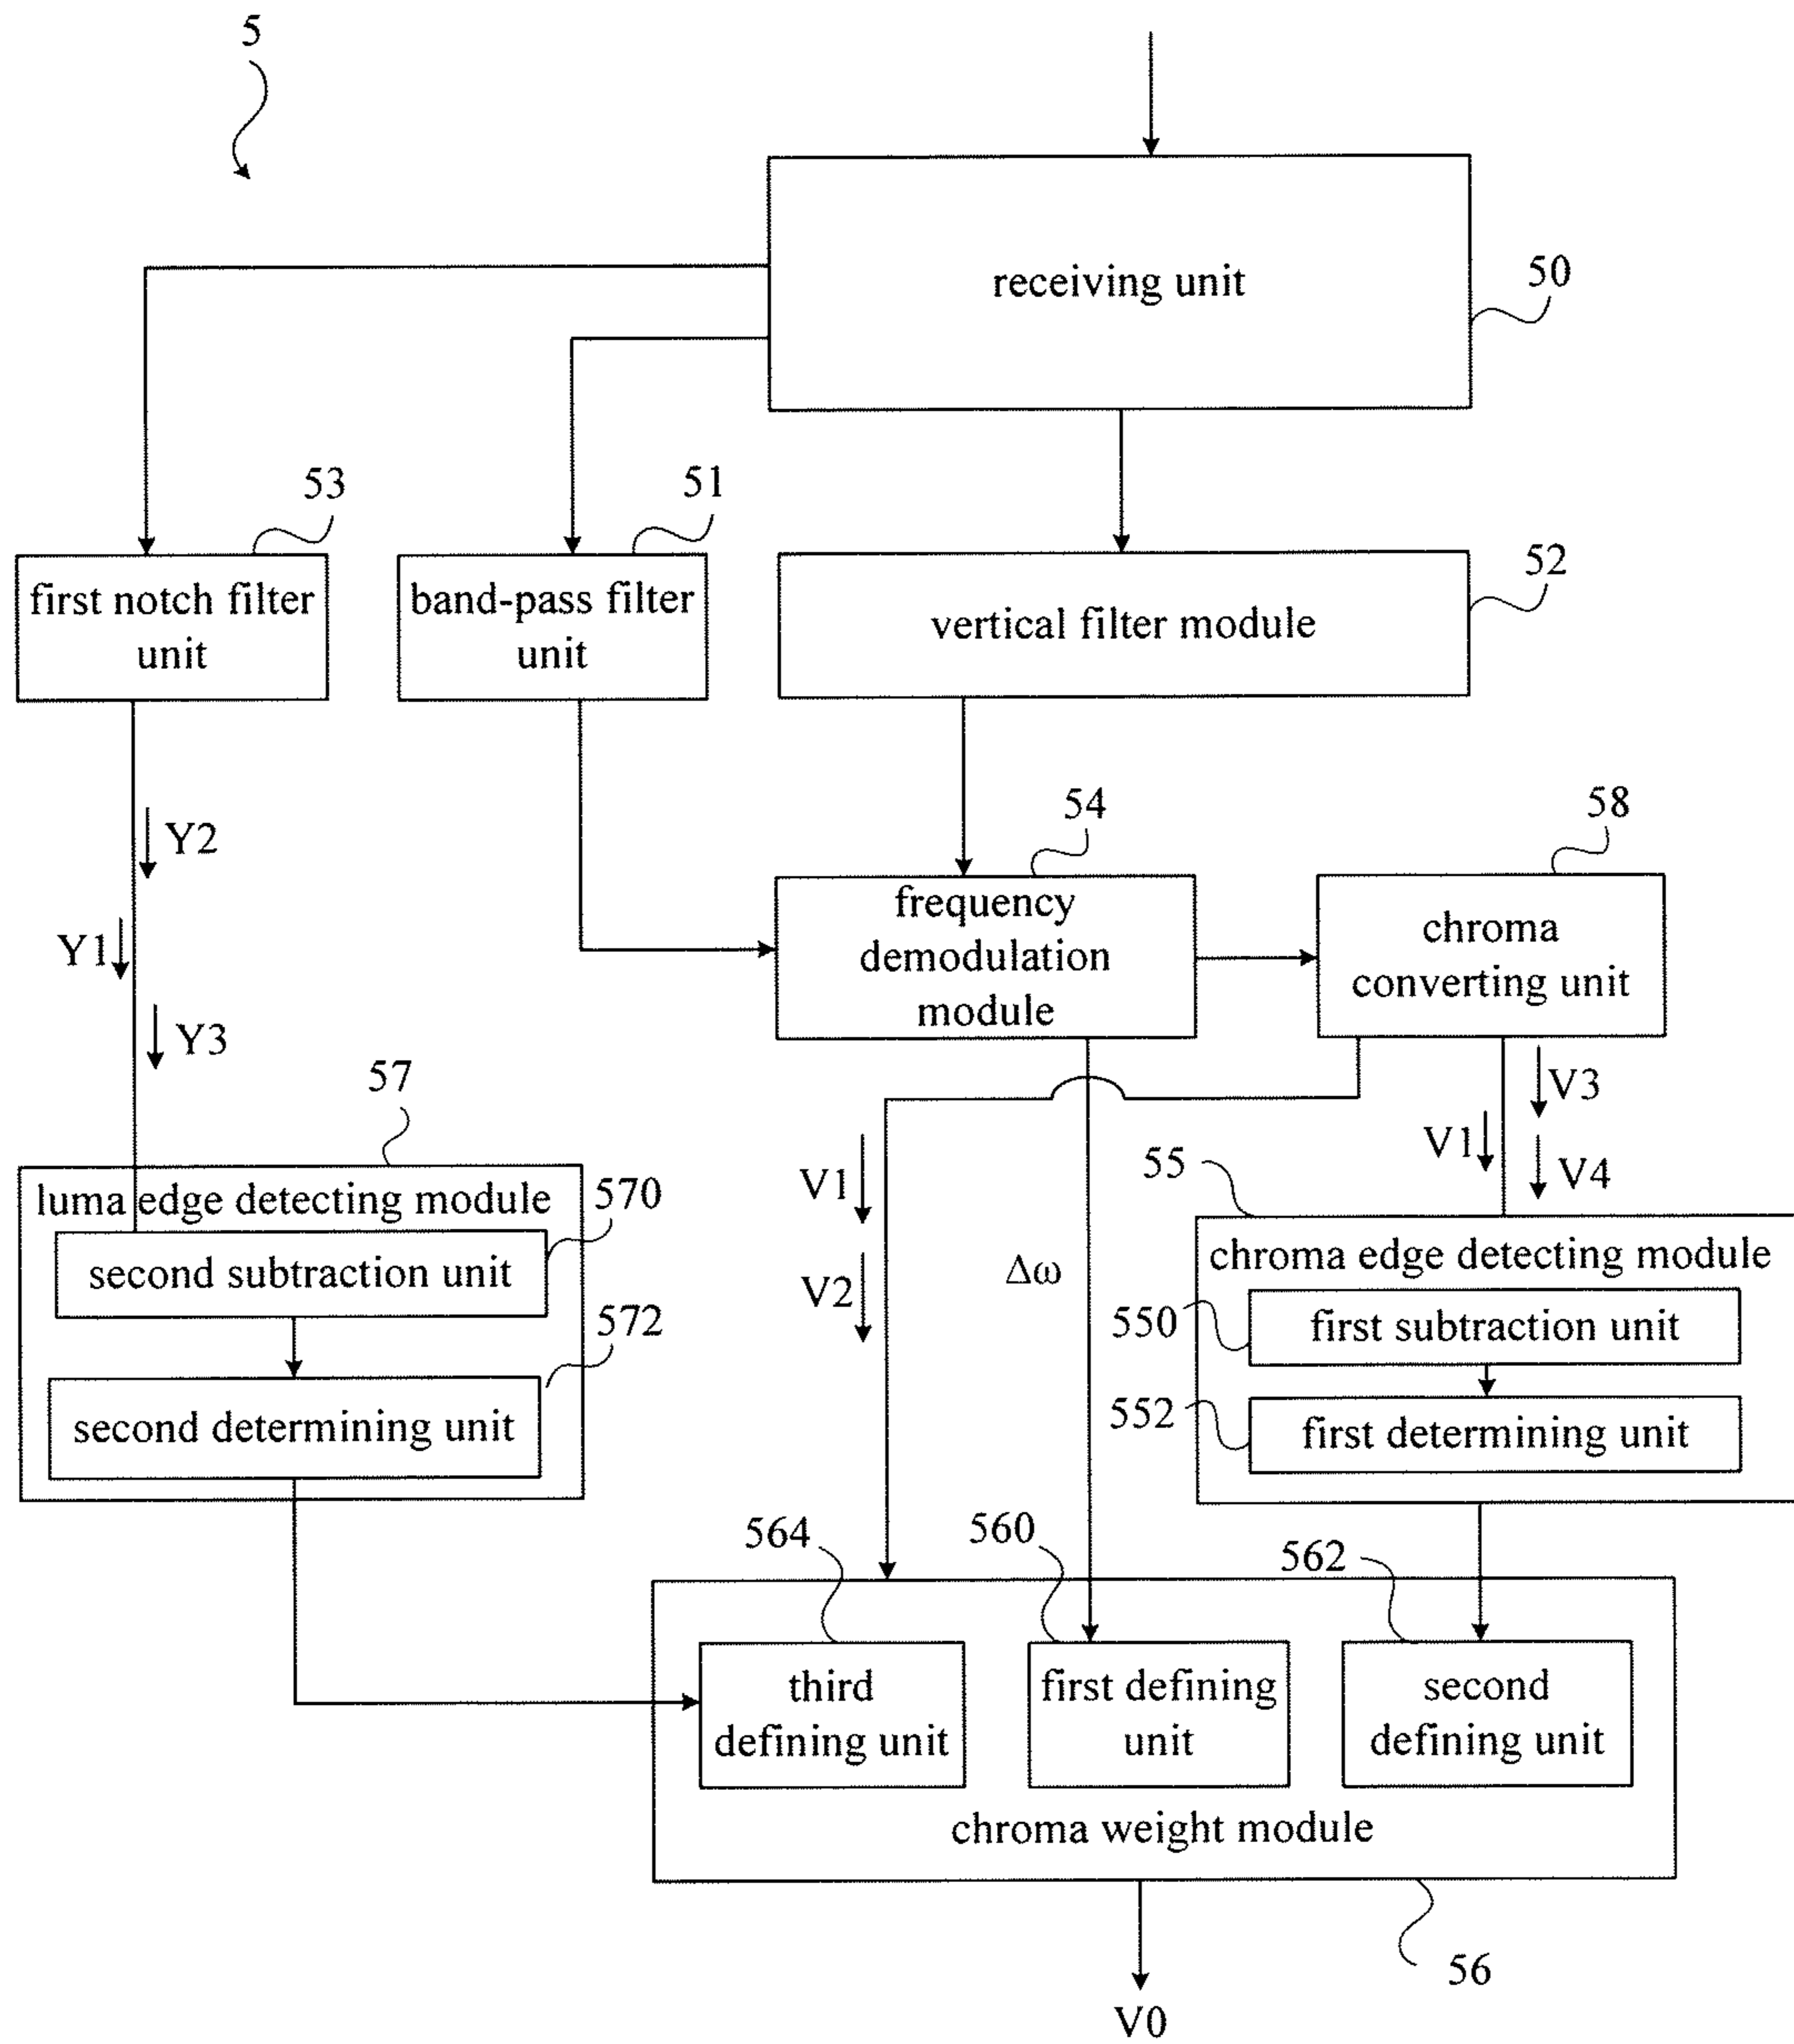 5
receiving unit
50
53
51
52
first notch filter
unit
band-pass filter
unit
vertical filter module
54
58
Y2
Y1
Y3
frequency
demodulation
module
chroma
converting unit
57
V3
V1
V4
55
V1
V2
Δω
luma edge detecting module
570
second subtraction unit
572
second determining unit
chroma edge detecting module
550
first subtraction unit
552
first determining unit
564
560
562
third
defining unit
first defining
unit
second
defining unit
chroma weight module
56
V0